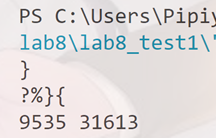 PS C:\Users\Pipiy
lab8\lab8_test1\"
}
?%}{
9535 31613